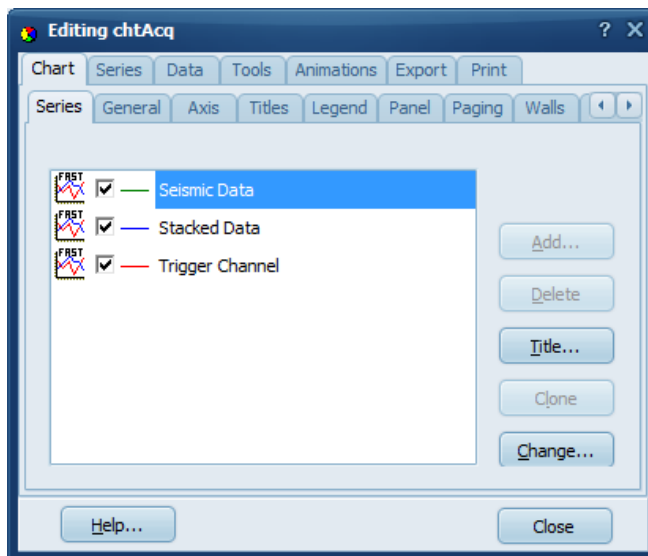 Editing chtAcq
?
Chart Series Data Tools Animations Export Print
Series General Axis Titles Legend Panel Paging Walls
FAST Seismic Data
FAST Stacked Data
FAST Trigger Channel
Add...
Delete
Title...
Clone
Change...
Help... Close